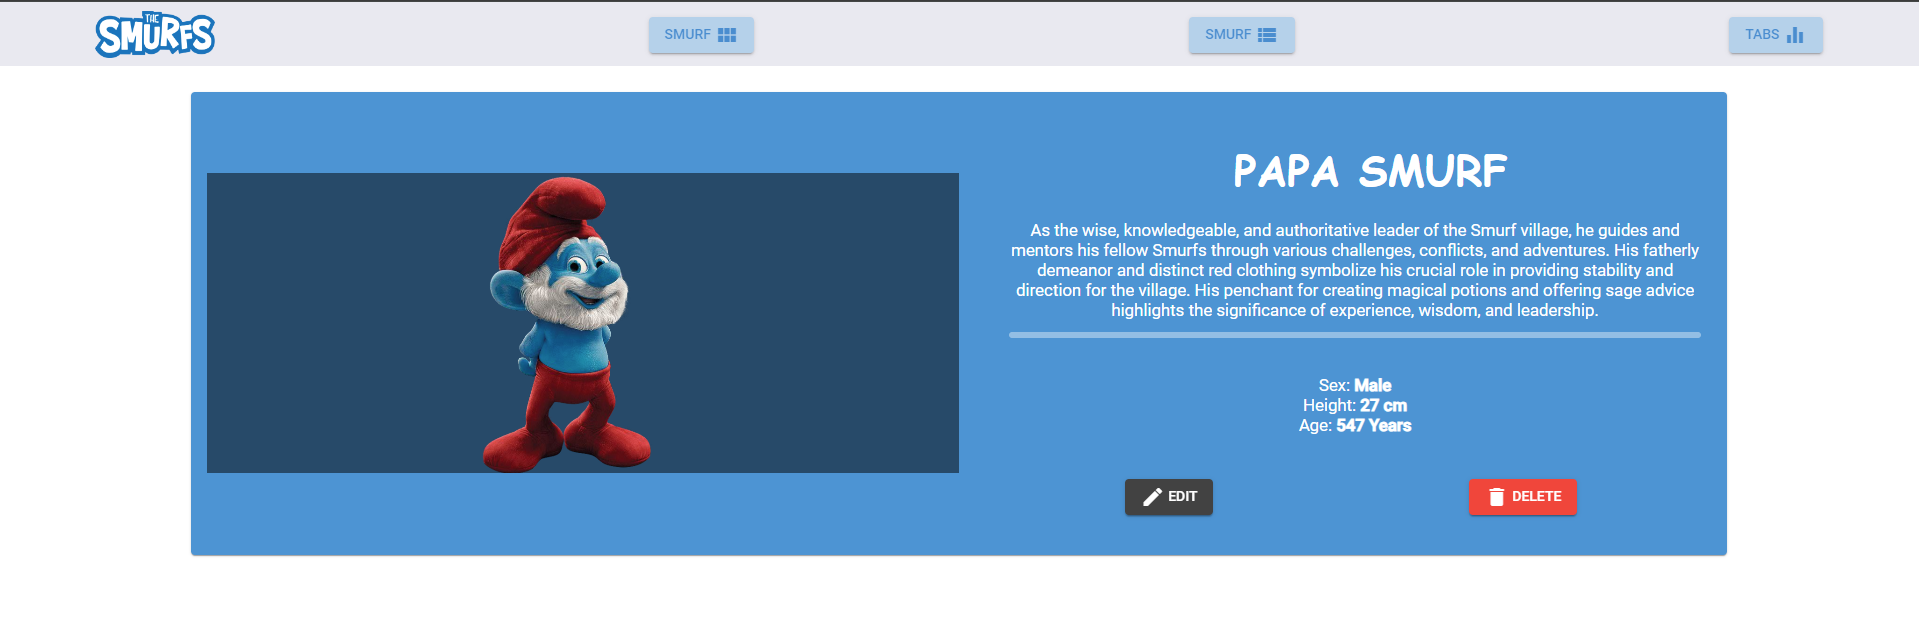 THE
SMURFS
SMURF
SMURF
TABS
PAPA SMURF
As the wise, knowledgeable, and authoritative leader of the Smurf village, he guides and
mentors his fellow Smurfs through various challenges, conflicts, and adventures. His fatherly
demeanor and distinct red clothing symbolize his crucial role in providing stability and
direction for the village. His penchant for creating magical potions and offering sage advice
highlights the significance of experience, wisdom, and leadership.
Sex: Male
Height: 27 cm
Age: 547 Years
EDIT
DELETE